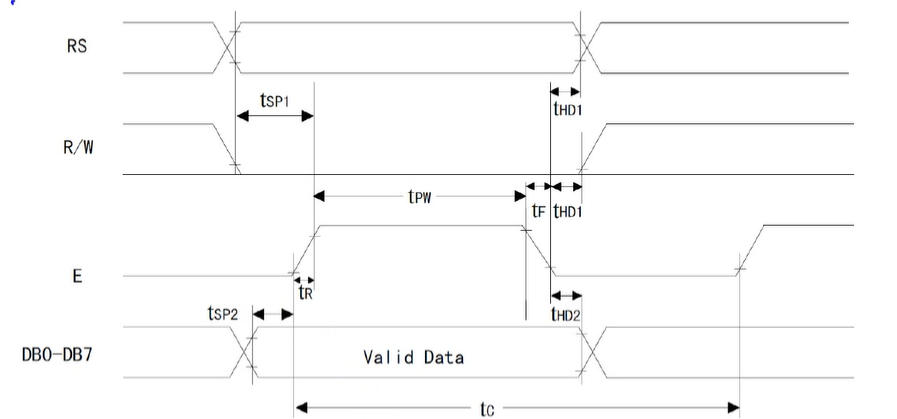 RS
tSP1
tHD1
R/W
tPW
tF
tHD1
E
tR
tSP2
tHD2
DB0-DB7
Valid Data
tC